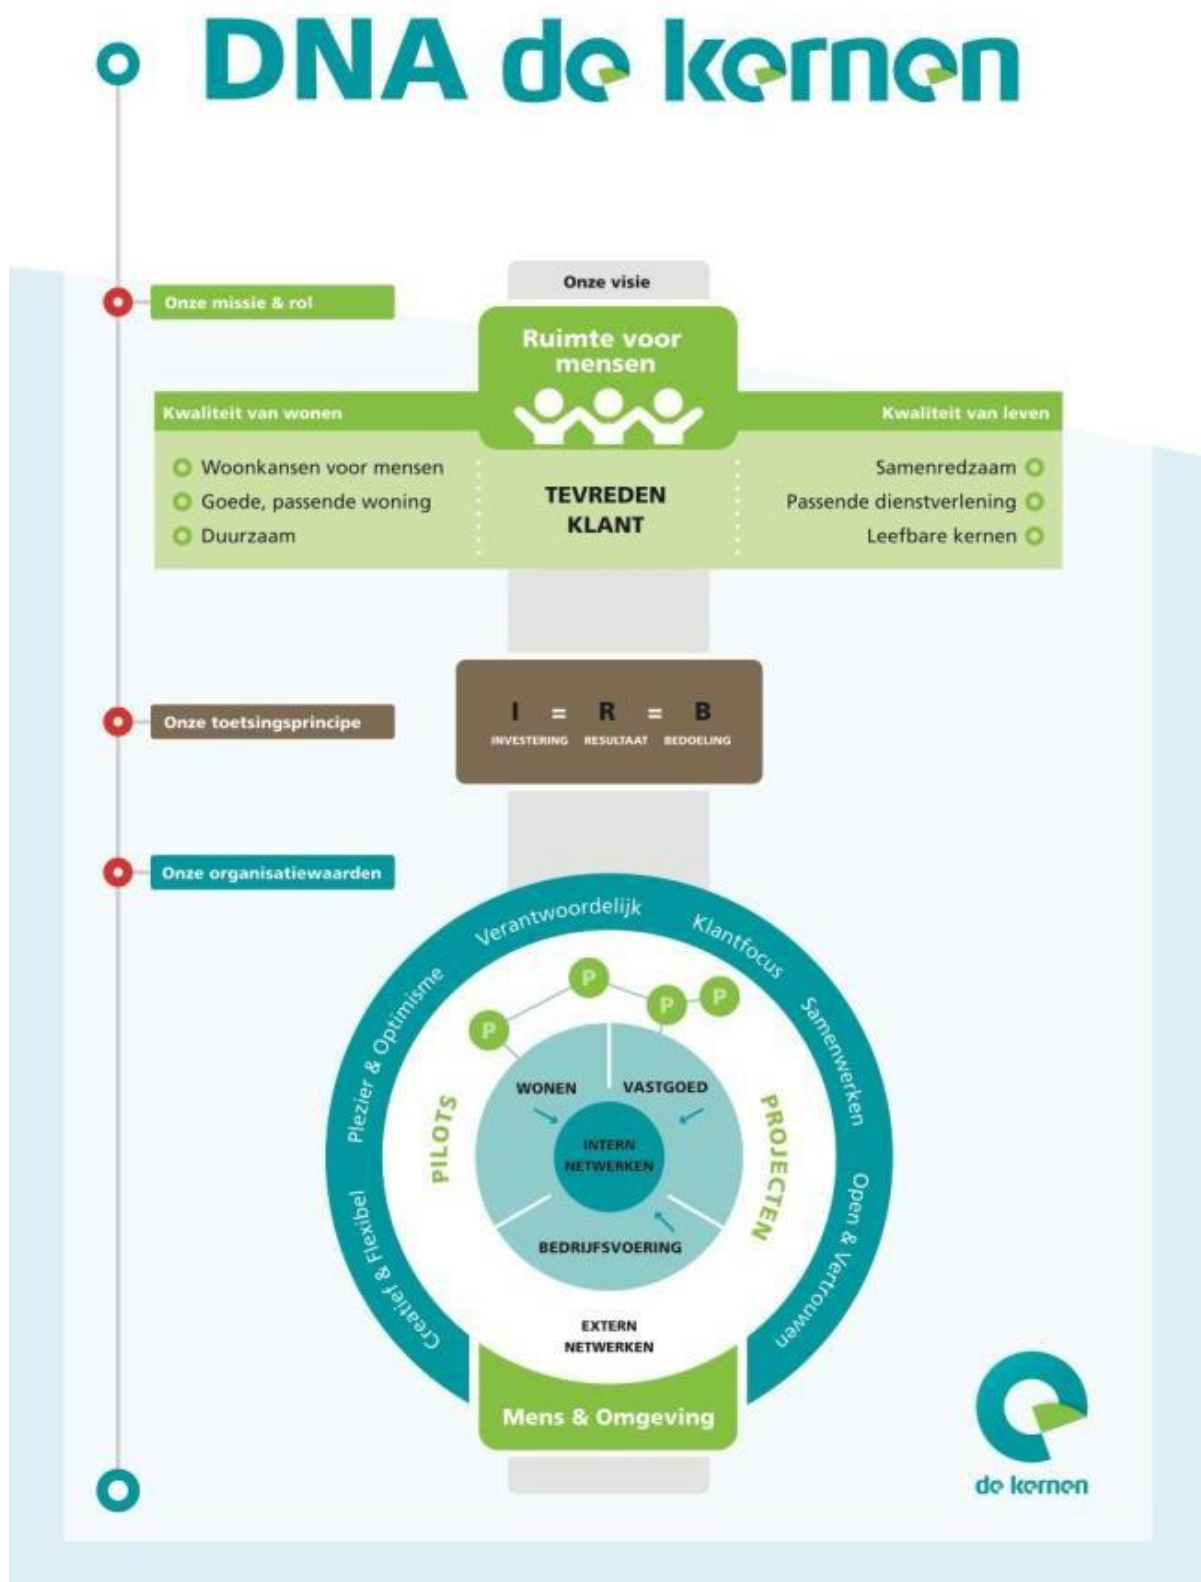 DNA de kernen
Onze visie
Onze missie & rol
Ruimte voor
mensen
Kwaliteit van wonen
Kwaliteit van leven
Woonkansen voor mensen
Goede, passende woning
Duurzaam
TEVREDEN
KLANT
Samenredzaam
Passende dienstverlening
Leefbare kernen
Onze toetsingsprincipe
I = R = B
INVESTERING RESULTAAT BEDOELING
Onze organisatiewaarden
Creatief & Flexibel
Plezier & Optimisme
Verantwoordelijk
Klantfocus
Samenwerken
Open & Vertrouwen
P
P
P
P
PILOTS
PROJECTEN
WONEN
VASTGOED
INTERN
NETWERKEN
BEDRIJFSVOERING
EXTERN
NETWERKEN
Mens & Omgeving
de kernen